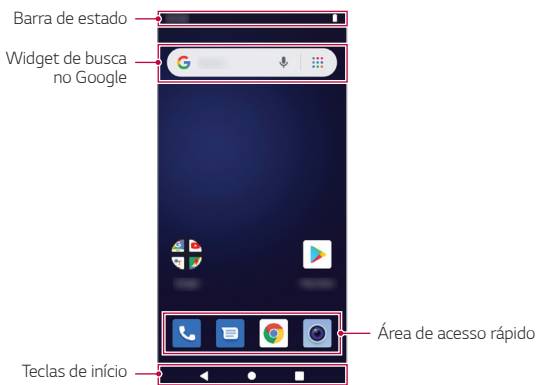 Barra de estado
Widget de busca
no Google
Área de acesso rápido
Teclas de início